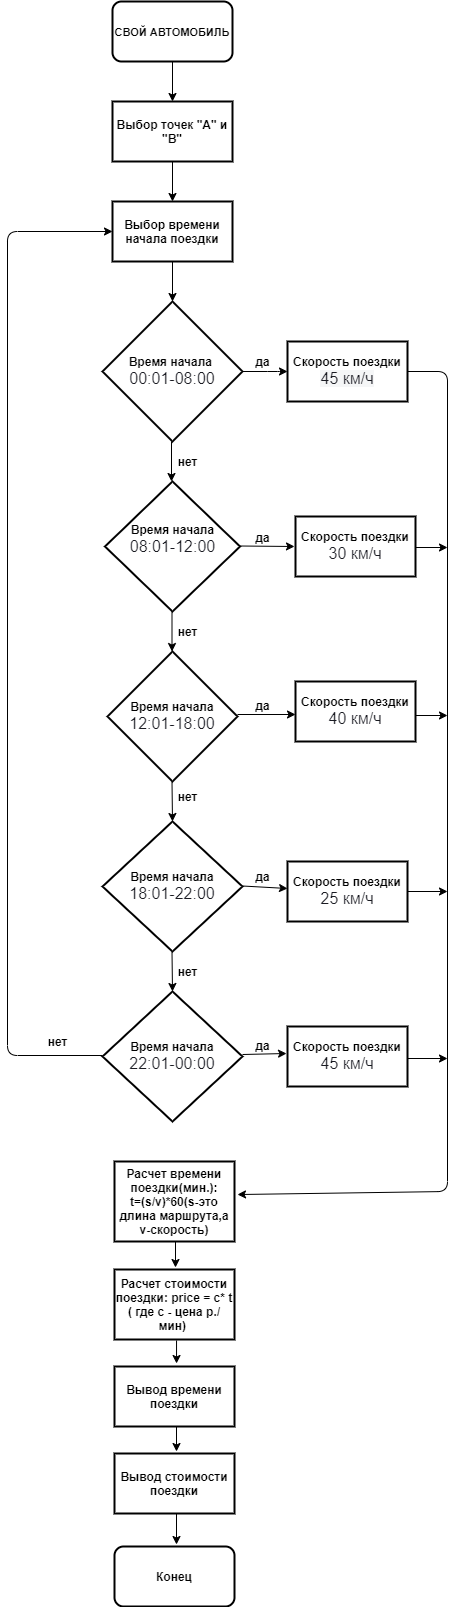 СВОЙ АВТОМОБИЛЬ
Выбор точек "А" и
"В"
Выбор времени
начала поездки
Время начала
00:01-08:00
да
Скорость поездки
45 км/ч
нет
Время начала
08:01-12:00
да
Скорость поездки
30 км/ч
нет
Время начала
12:01-18:00
да
Скорость поездки
40 км/ч
нет
Время начала
18:01-22:00
да
Скорость поездки
25 км/ч
нет
Время начала
22:01-00:00
да
Скорость поездки
45 км/ч
нет
Расчет времени
поездки(мин.):
t=(s/v)*60(s-это
длина маршрута,а
v-скорость)
Расчет стоимости
поездки: price = c* t
( где с - цена р./
мин)
Вывод времени
поездки
Вывод стоимости
поездки
Конец